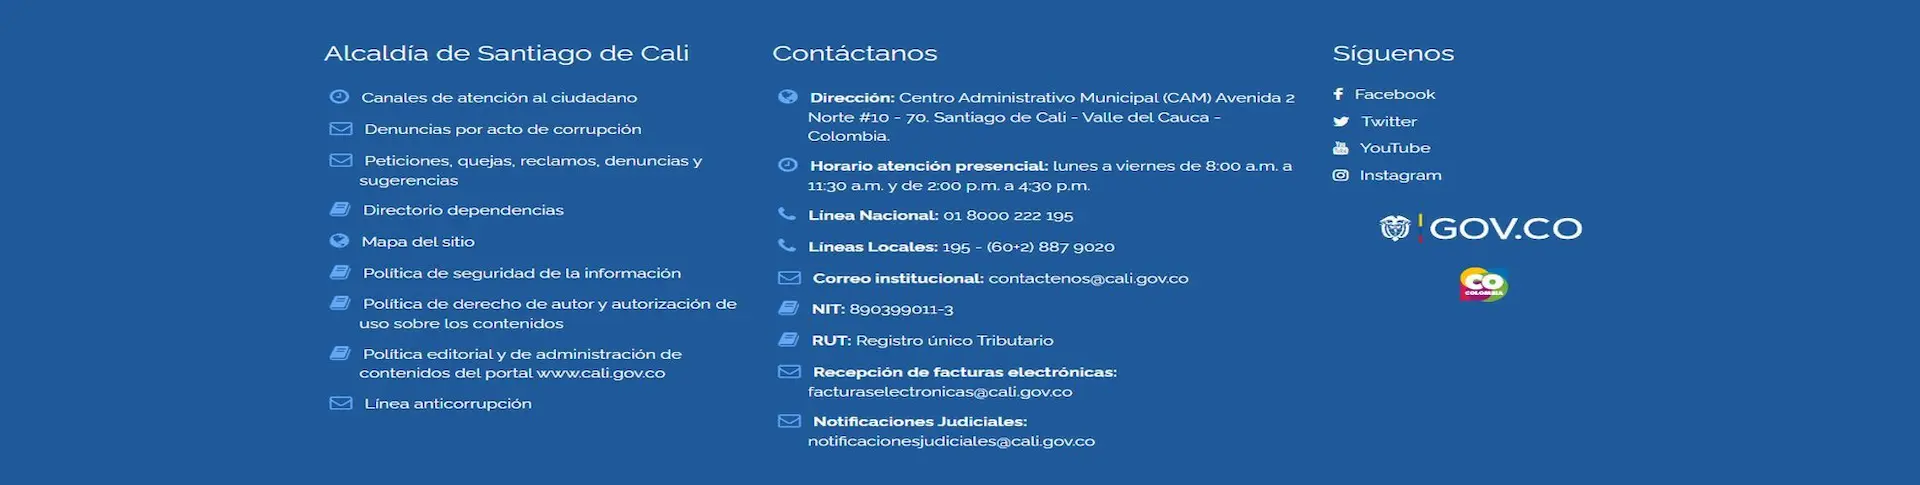 Alcaldía de Santiago de Cali
Canales de atención al ciudadano
Denuncias por acto de corrupción
Peticiones, quejas, reclamos, denuncias y
sugerencias
Directorio dependencias
Mapa del sitio
Política de seguridad de la información
Política de derecho de autor y autorización de
uso sobre los contenidos
Política editorial y de administración de
contenidos del portal www.cali.gov.co
Línea anticorrupción
Contáctanos
Dirección: Centro Administrativo Municipal (CAM) Avenida 2
Norte #10 - 70. Santiago de Cali - Valle del Cauca -
Colombia.
Horario atención presencial: lunes a viernes de 8:00 a.m. a
11:30 a.m. y de 2:00 p.m. a 4:30 p.m.
Línea Nacional: 01 8000 222 195
Líneas Locales: 195 - (60+2) 887 9020
Correo institucional: contactenos@cali.gov.co
NIT: 890399011-3
RUT: Registro único Tributario
Recepción de facturas electrónicas:
facturaselectronicas@cali.gov.co
Notificaciones Judiciales:
notificacionesjudiciales@cali.gov.co
Síguenos
Facebook
Twitter
YouTube
Instagram
GOV.CO
CO
COLOMBIA